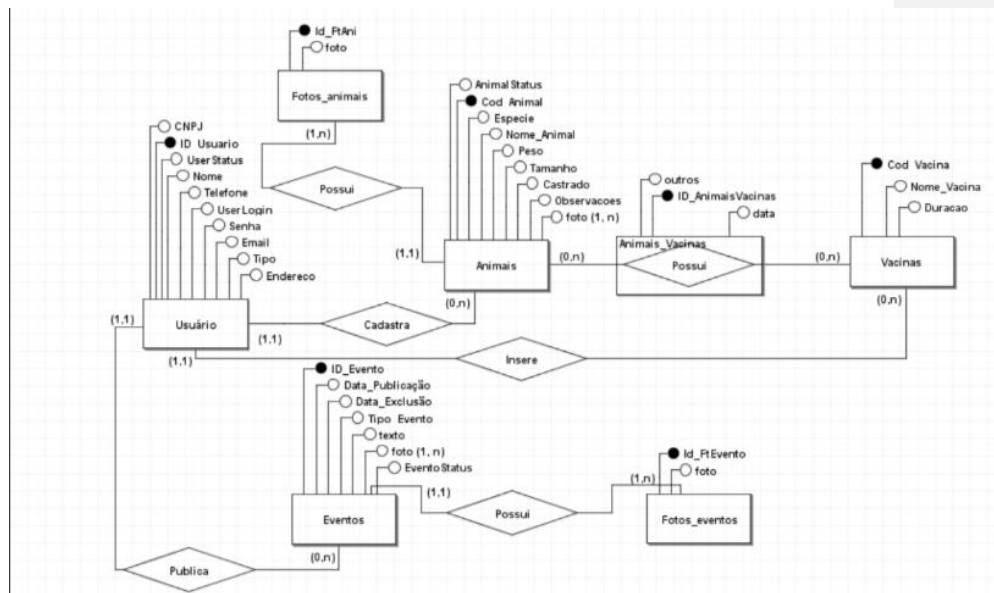 Id_FtAni
foto
Fotos_animais
(1,n)
Possui
(1,1)
AnimalStatus
Cod Animal
Especie
Nome_Animal
Peso
Tamanho
Castrado
Observacoes
foto (1, n)
Animais
(0,n)
(0,n)
outros
ID_AnimaisVacinas
data
Animais_Vacinas
Possui
(0,n)
Cod Vacina
Nome_Vacina
Duracao
Vacinas
(0,n)
CNPJ
ID Usuario
UserStatus
Nome
Telefone
UserLogin
Senha
Email
Tipo
Endereco
Usuário
(1,1)
(1,1)
(1,1)
Cadastra
Insere
ID_Evento
Data_Publicação
Data_Exclusão
Tipo Evento
texto
foto (1, n)
EventoStatus
Eventos
(1,1)
(0,n)
Possui
(1,n)
Id_FtEvento
foto
Fotos_eventos
Publica